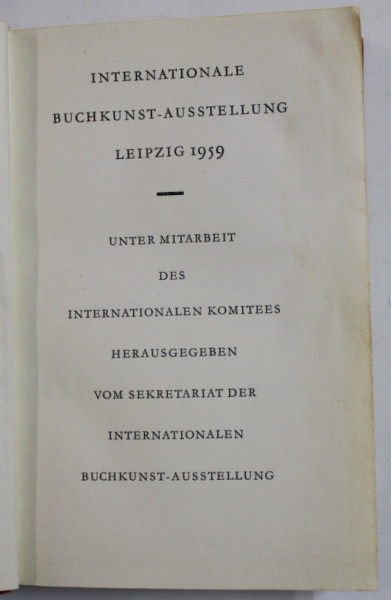 INTERNATIONALE
BUCHKUNST-AUSSTELLUNG
LEIPZIG 1959
UNTER MITARBEIT
DES
INTERNATIONALEN KOMITEES
HERAUSGEGEBEN
VOM SEKRETARIAT DER
INTERNATIONALEN
BUCHKUNST-AUSSTELLUNG